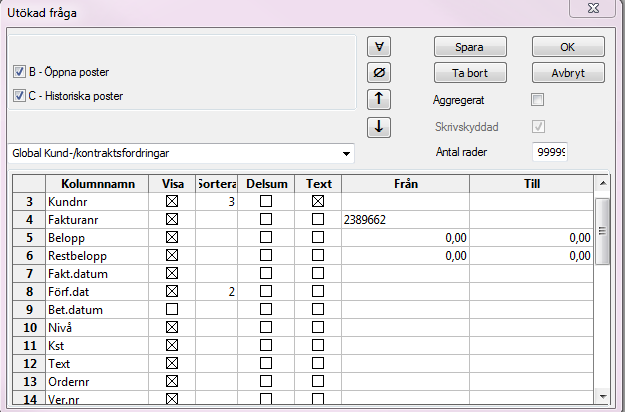 Utökad fråga
B - Öppna poster
C - Historiska poster
∀
Ø
↑
↓
Spara
OK
Ta bort
Avbryt
Aggregerat
Skrivskyddad
Antal rader 99999
Global Kund-/kontraktsfordringar
Kolumnnamn Visa Sortera Delsum Text Från Till
3 Kundnr 3
4 Fakturanr 2389662
5 Belopp 0,00 0,00
6 Restbelopp 0,00 0,00
7 Fakt.datum
8 Förf.dat 2
9 Bet.datum
10 Nivå
11 Kst
12 Text
13 Ordernr
14 Ver.nr